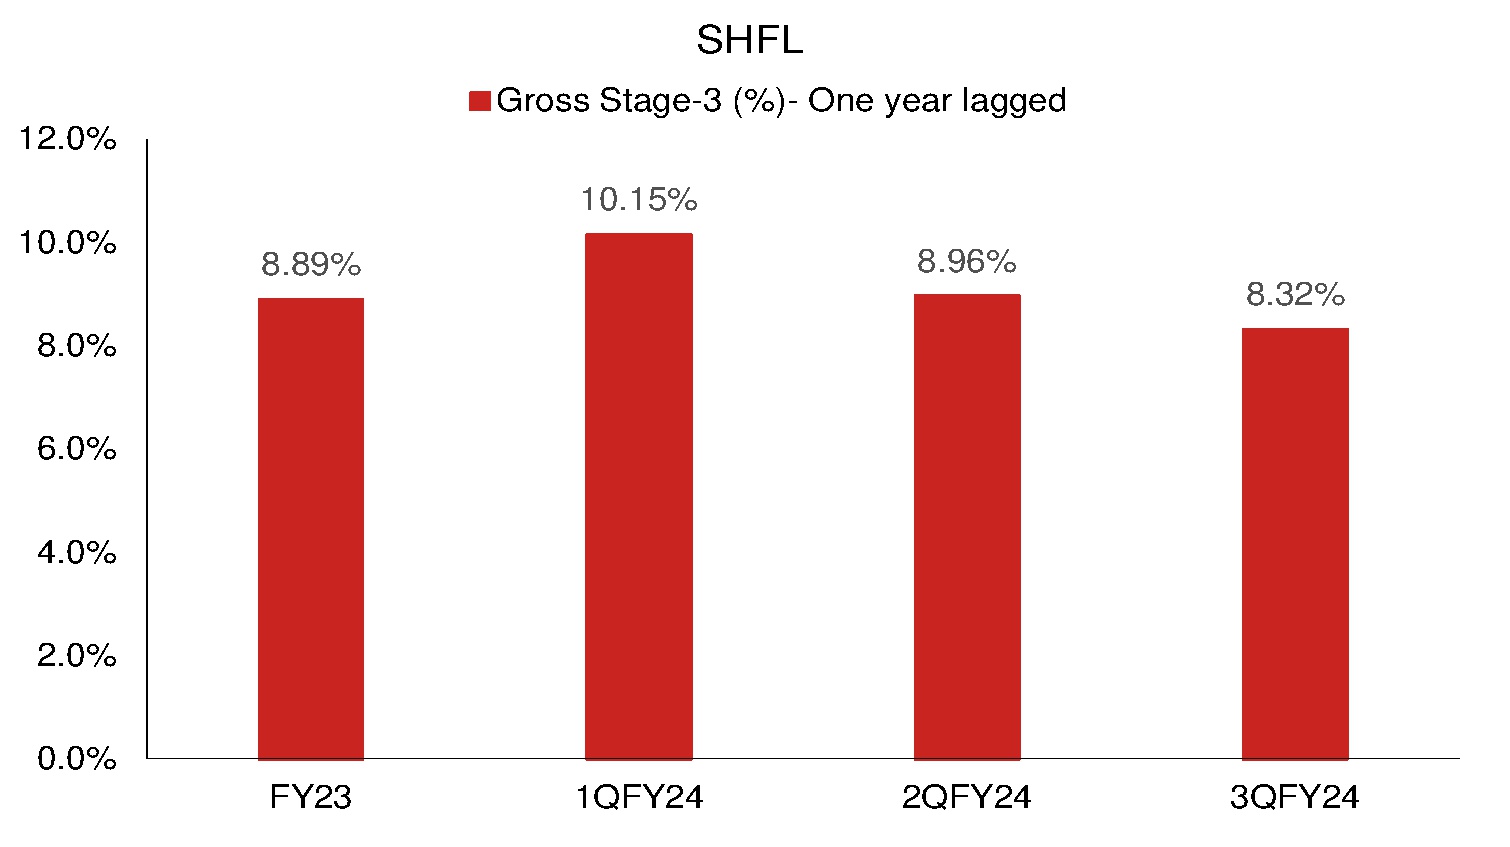 SHFL
Gross Stage-3 (%)- One year lagged
12.0%
10.0%
8.0%
6.0%
4.0%
2.0%
0.0%
8.89%
10.15%
8.96%
8.32%
FY23
1QFY24
2QFY24
3QFY24